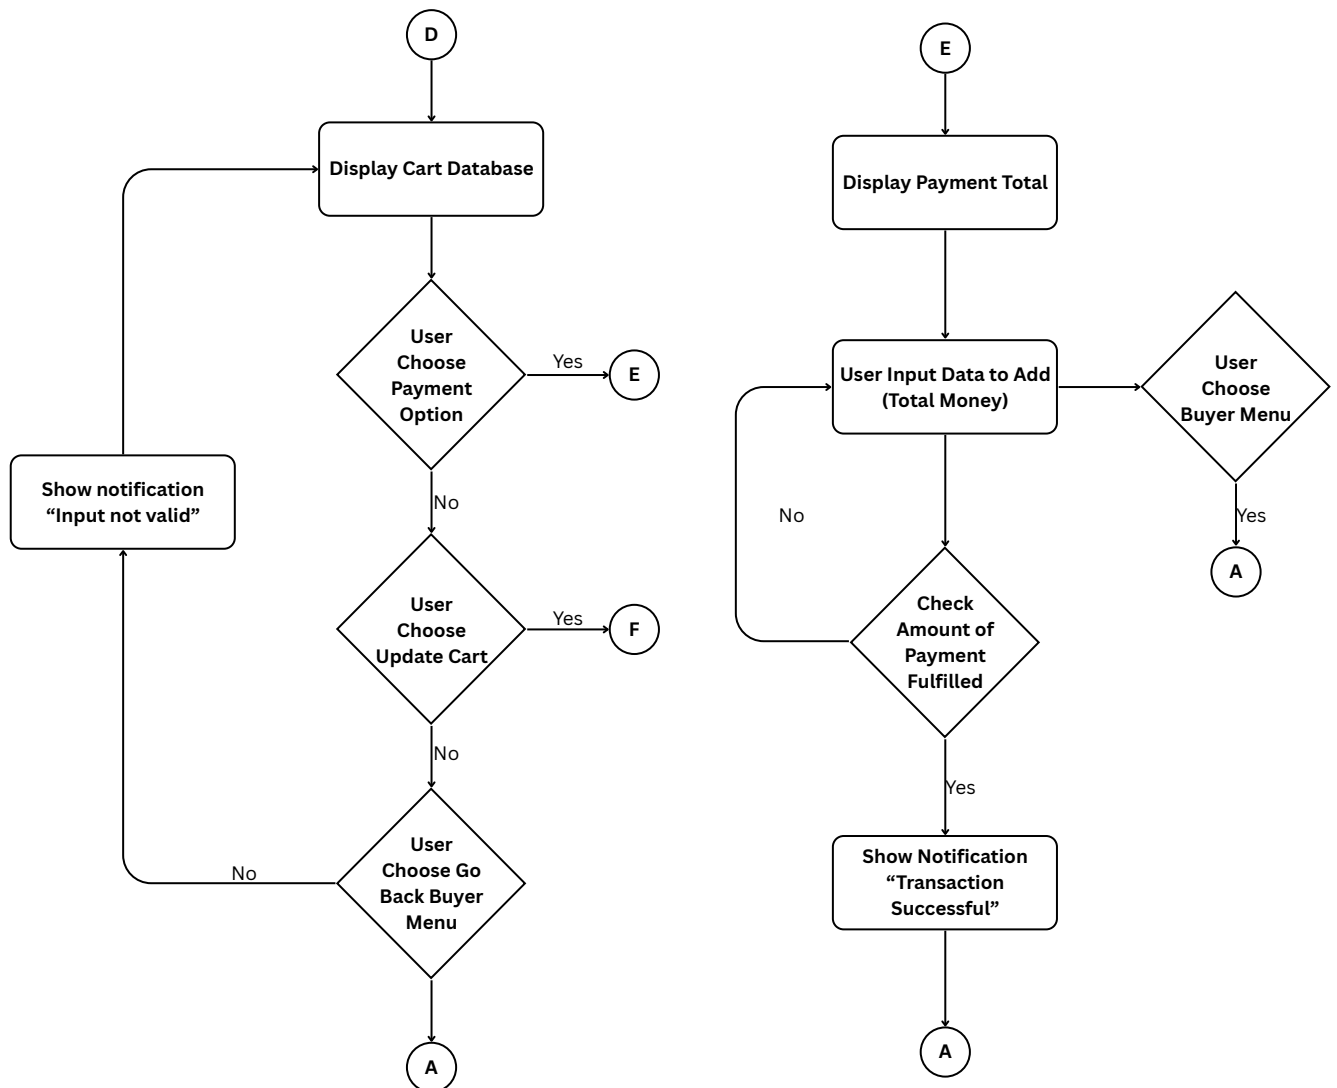 D
Display Cart Database
User
Choose
Payment
Option
Yes
E
No
Show notification
“Input not valid”
User
Choose
Update Cart
Yes
F
No
User
Choose Go
Back Buyer
Menu
No
A
E
Display Payment Total
User Input Data to Add
(Total Money)
User
Choose
Buyer Menu
Yes
A
No
Check
Amount of
Payment
Fulfilled
Yes
Show Notification
“Transaction
Successful”
A